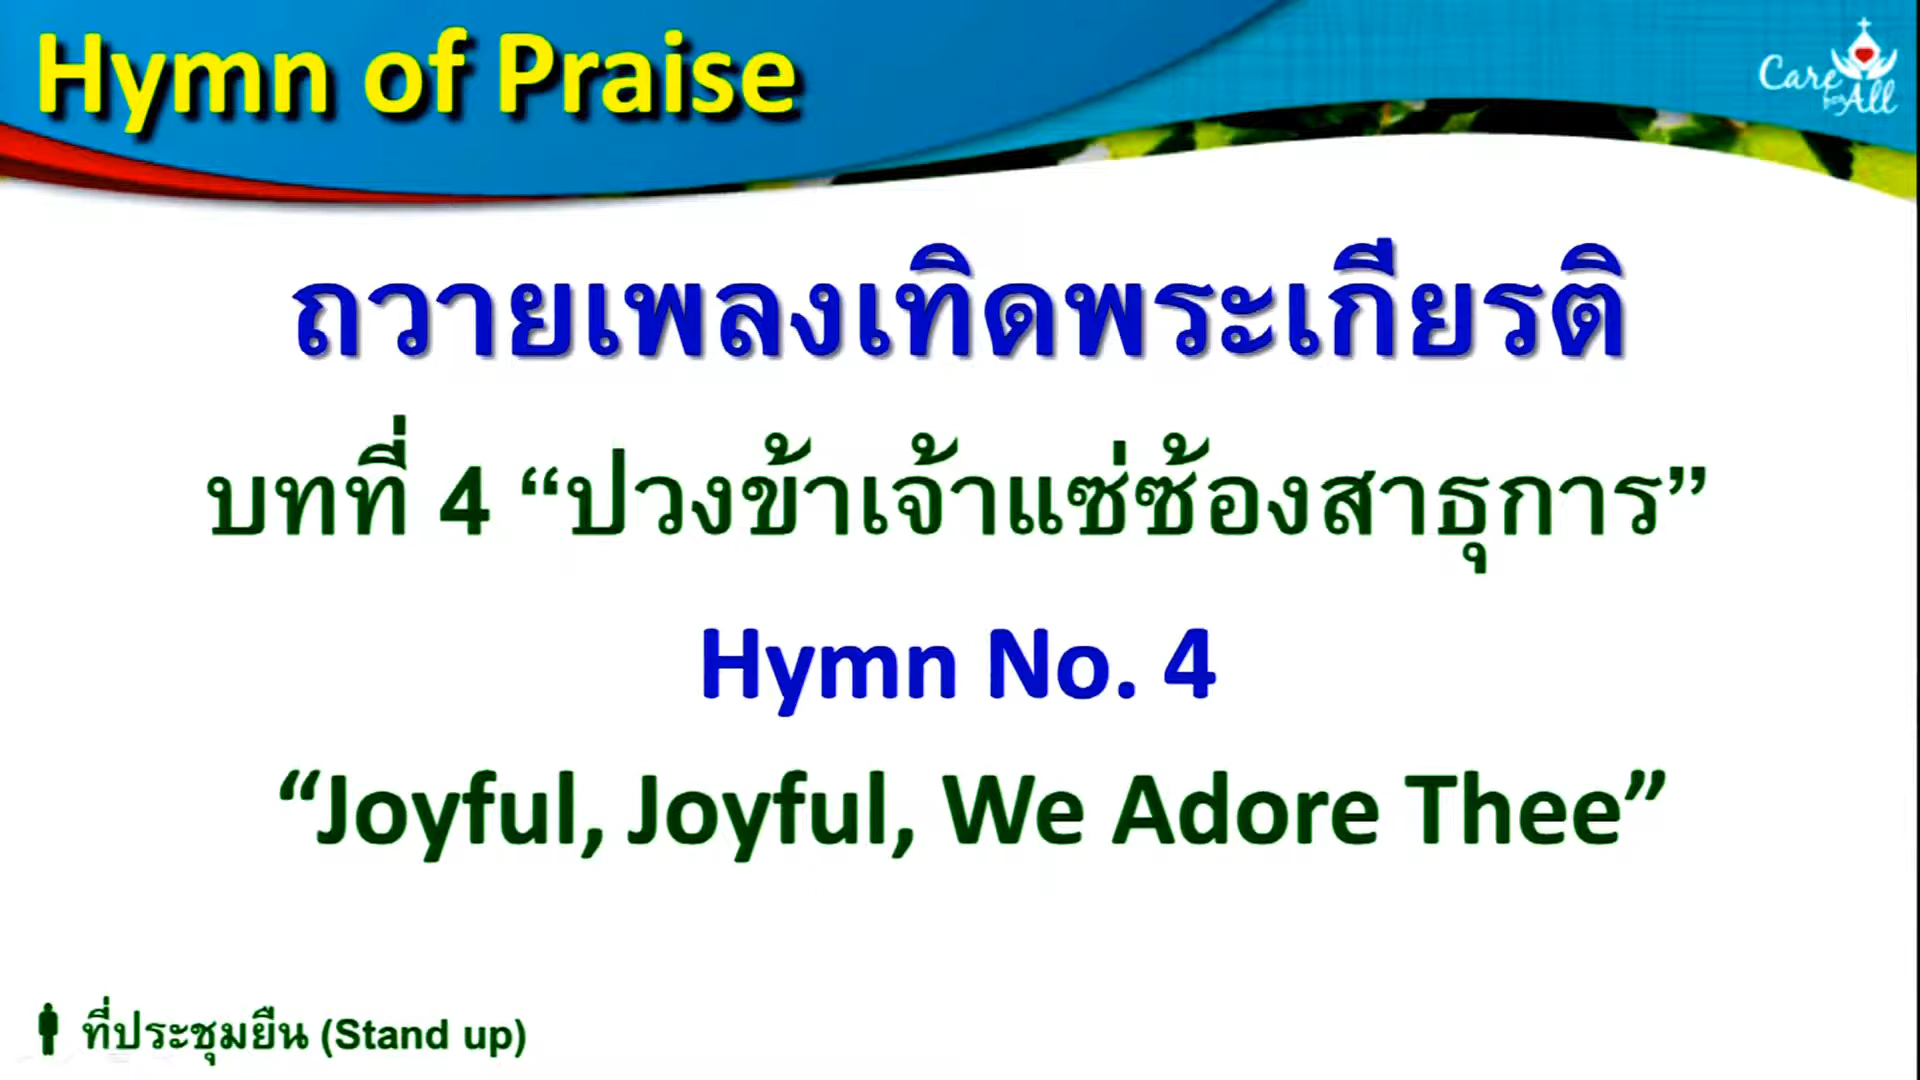 Hymn of Praise
Care for All
ถวายเพลงเทิดพระเกียรติ
บทที่ 4 “ปวงข้าเจ้าแซ่ซ้องสาธุการ”
Hymn No. 4
“Joyful, Joyful, We Adore Thee”
ที่ประชุมยืน (Stand up)